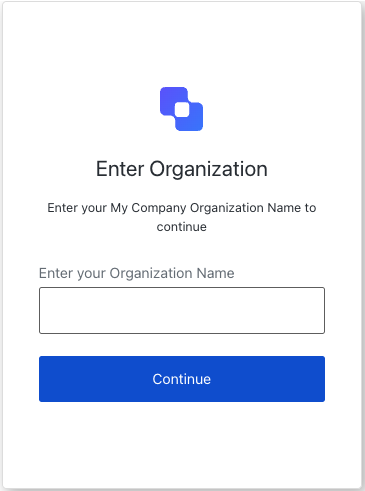 Enter Organization
Enter your My Company Organization Name to
continue
Enter your Organization Name
Continue